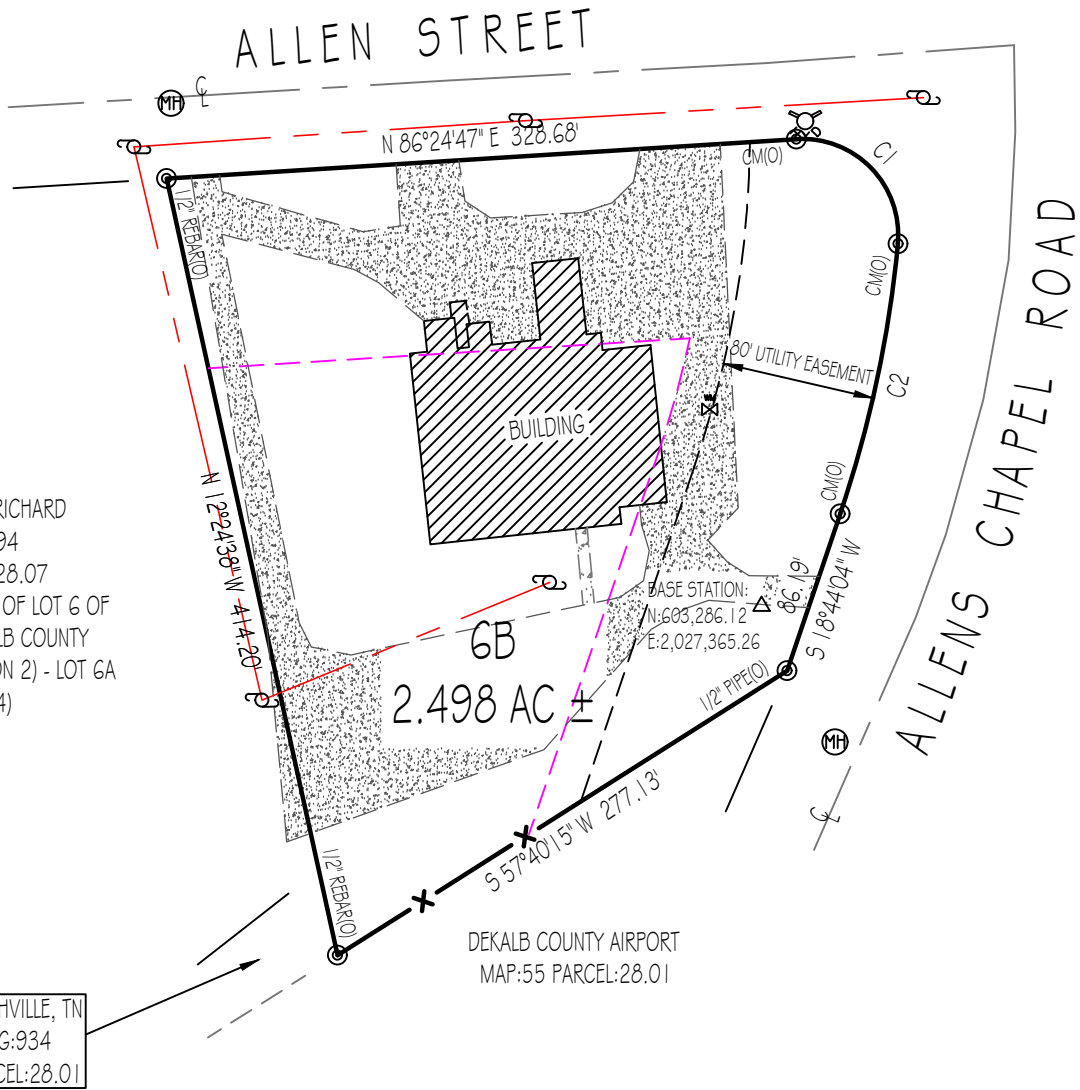 ALLEN STREET
MH
CL
N 86°24'47" E 328.68'
CM(O)
C1
1/2" REBAR(O)
CM(O)
80' UTILITY EASEMENT
C2
ALLENS CHAPEL ROAD
BUILDING
CM(O)
N 12°24'38" W 414.20'
RICHARD
94
28.07
OF LOT 6 OF
LB COUNTY
ON 2) - LOT 6A
4)
BASE STATION:
N:603,286.12
E:2,027,365.26
86.19'
S 18°44'04" W
6B
2.498 AC ±
1/2" PIPE(O)
MH
CL
S 57°40'15" W 277.13'
1/2" REBAR(O)
DEKALB COUNTY AIRPORT
MAP:55 PARCEL:28.01
HVILLE, TN
G:934
CEL:28.01